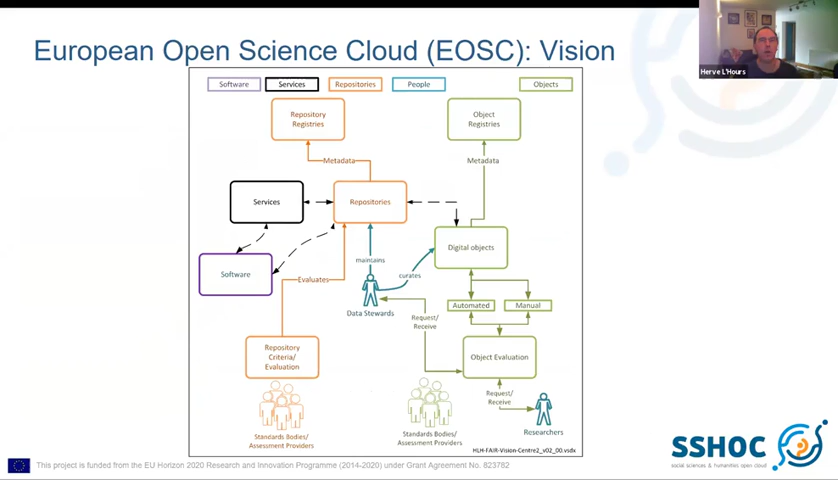 European Open Science Cloud (EOSC): Vision
Herve L'Hours
Software
Services
Repositories
People
Objects
Repository
Registries
Object
Registries
Metadata
Metadata
Services
Repositories
Digital objects
Software
maintains
curates
Evaluates
Data Stewards
Automated
Manual
Request/
Receive
Repository
Criteria/
Evaluation
Object Evaluation
Request/
Receive
Standards Bodies/
Assessment Providers
Standards Bodies/
Assessment Providers
Researchers
HLH-FAIR-Vision-Centre2_v02_00.vsdx
SSHOC
social sciences & humanities open cloud
This project is funded from the EU Horizon 2020 Research and Innovation Programme (2014-2020) under Grant Agreement No. 823782